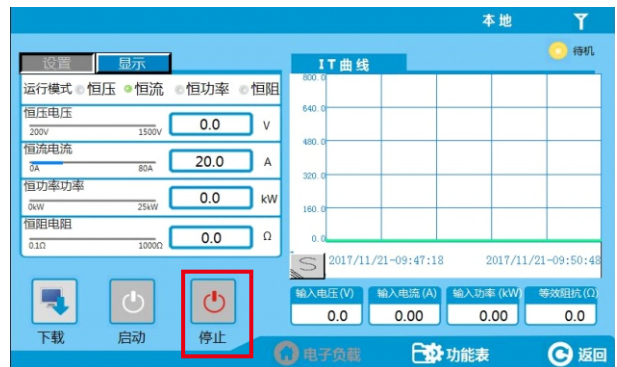 本地
待机
设置 显示
运行模式 恒压 恒流 恒功率 恒阻
恒压电压
200V 1500V 0.0 V
恒流电流
0A 80A 20.0 A
恒功率功率
0kW 25kW 0.0 kW
恒阻电阻
0.1Ω 1000Ω 0.0 Ω
下载 启动 停止
IT曲线
800.0
640.0
480.0
320.0
160.0
0.0
S 2017/11/21-09:47:18 2017/11/21-09:50:48
输入电压(V) 输入电流(A) 输入功率(kW) 等效阻抗(Ω)
0.0 0.00 0.00 0.0
电子负载 功能表 返回